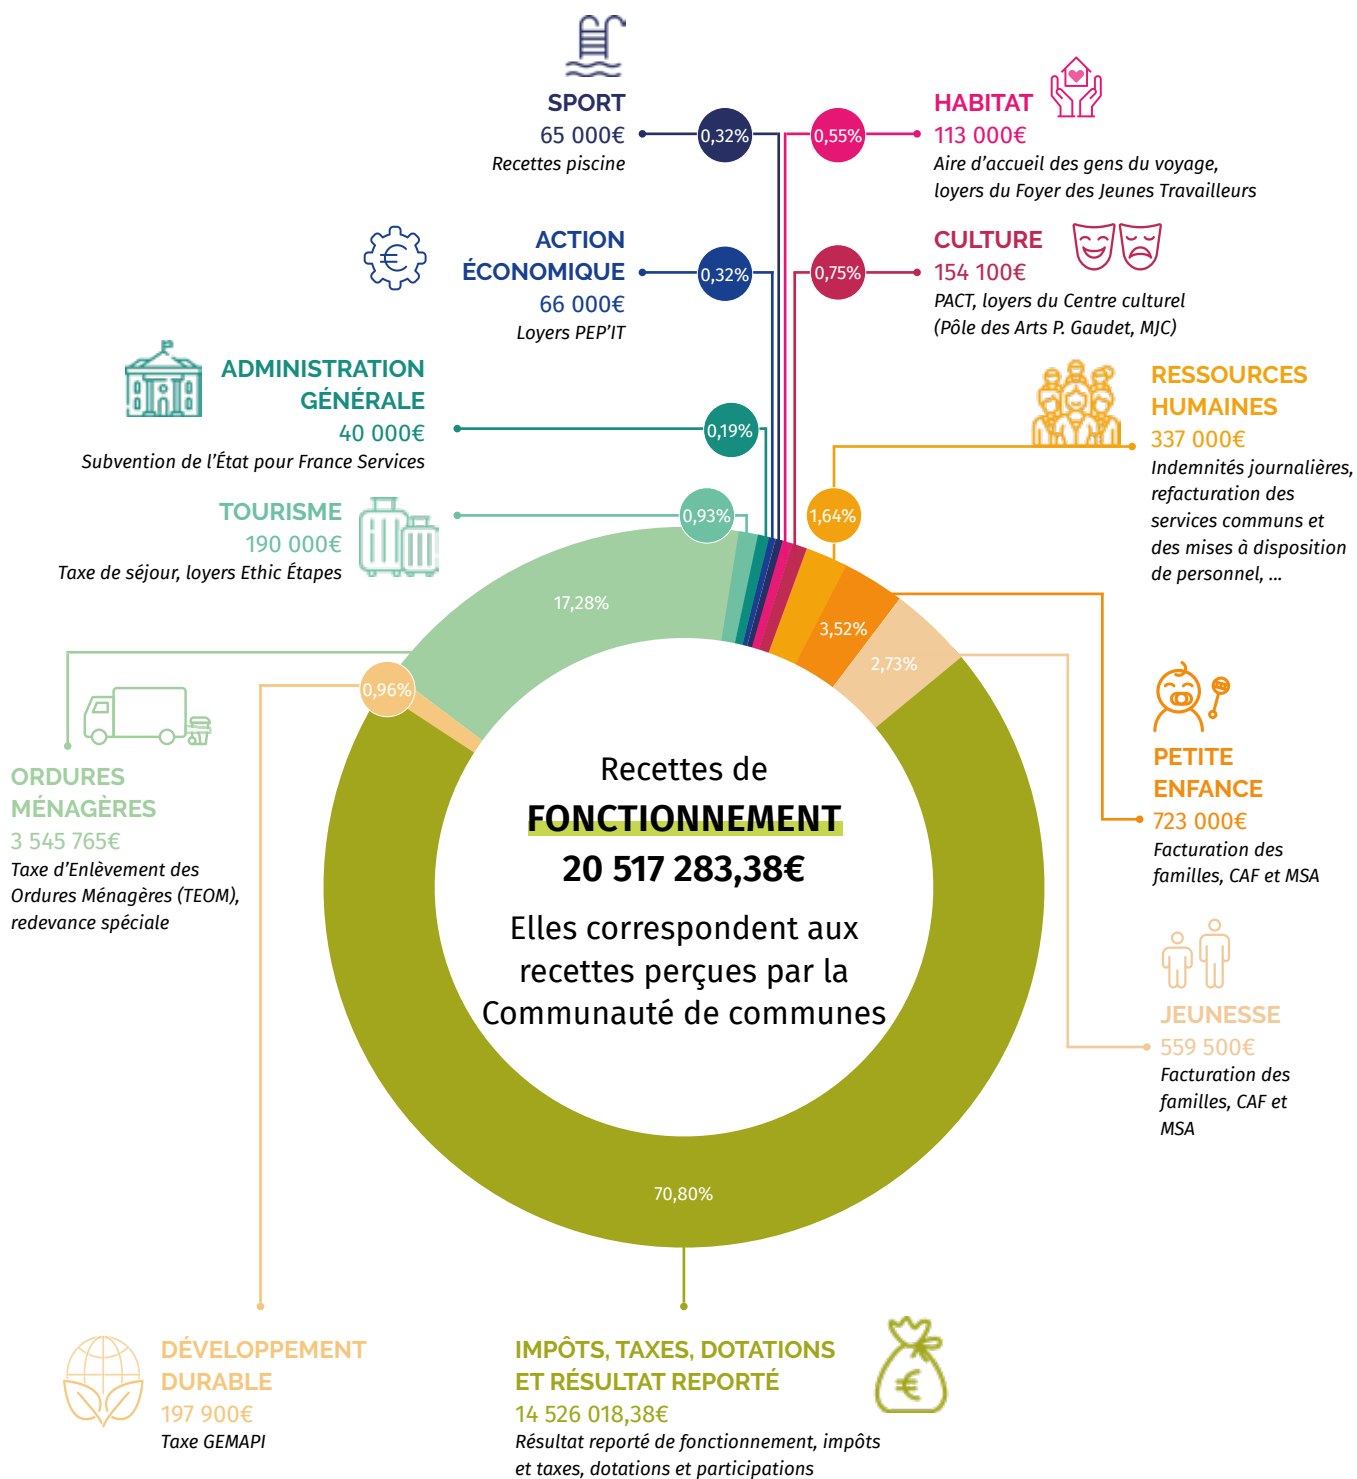 SPORT
65 000€
Recettes piscine
0,32%
HABITAT
113 000€
Aire d'accueil des gens du voyage,
loyers du Foyer des Jeunes Travailleurs
0,55%
ACTION
ÉCONOMIQUE
66 000€
Loyers PEP'IT
0,32%
CULTURE
154 100€
PACT, loyers du Centre culturel
(Pôle des Arts P. Gaudet, MJC)
0,75%
ADMINISTRATION
GÉNÉRALE
40 000€
Subvention de l'État pour France Services
0,19%
RESSOURCES
HUMAINES
337 000€
Indemnités journalières,
refacturation des
services communs et
des mises à disposition
de personnel, ...
1,64%
TOURISME
190 000€
Taxe de séjour, loyers Ethic Étapes
0,93%
17,28%
3,52%
2,73%
0,96%
ORDURES
MÉNAGÈRES
3 545 765€
Taxe d'Enlèvement des
Ordures Ménagères (TEOM),
redevance spéciale
Recettes de
FONCTIONNEMENT
20 517 283,38€
Elles correspondent aux
recettes perçues par la
Communauté de communes
PETITE
ENFANCE
723 000€
Facturation des
familles, CAF et MSA
JEUNESSE
559 500€
Facturation des
familles, CAF et
MSA
70,80%
DÉVELOPPEMENT
DURABLE
197 900€
Taxe GEMAPI
IMPÔTS, TAXES, DOTATIONS
ET RÉSULTAT REPORTÉ
14 526 018,38€
Résultat reporté de fonctionnement, impôts
et taxes, dotations et participations